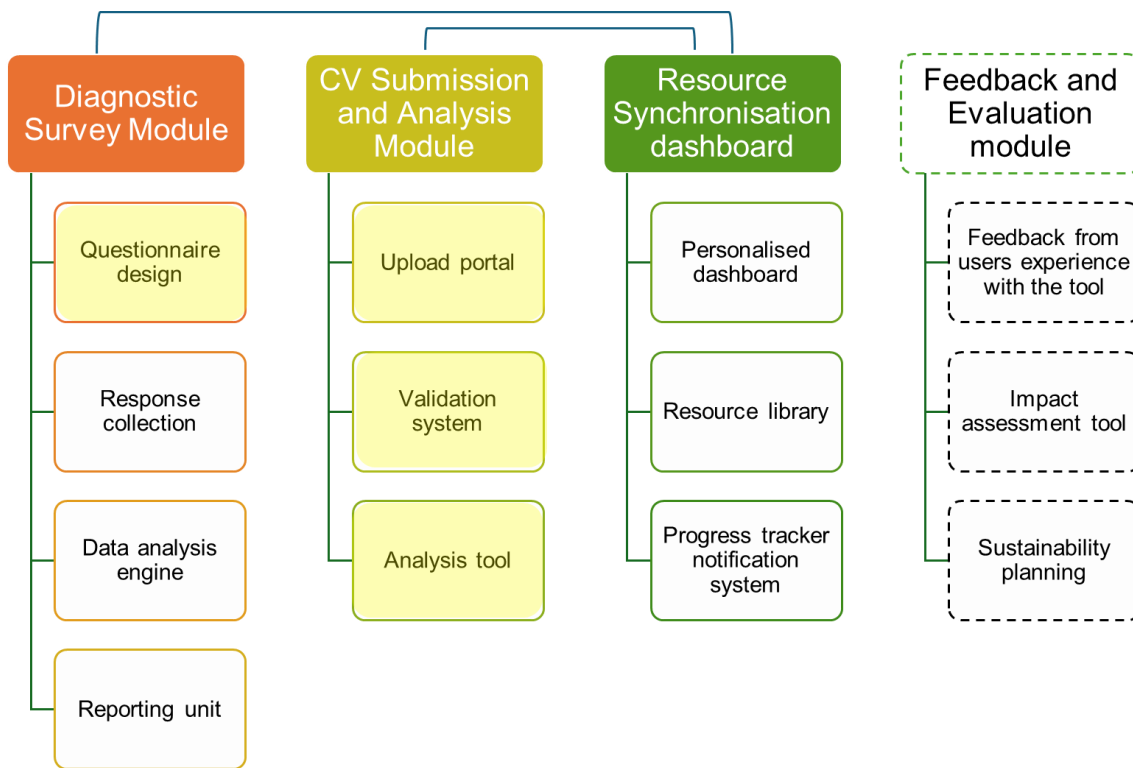 Diagnostic
Survey Module
Questionnaire
design
Response
collection
Data analysis
engine
Reporting unit
CV Submission
and Analysis
Module
Upload portal
Validation
system
Analysis tool
Resource
Synchronisation
dashboard
Personalised
dashboard
Resource library
Progress tracker
notification
system
Feedback and
Evaluation
module
Feedback from
users experience
with the tool
Impact
assessment tool
Sustainability
planning